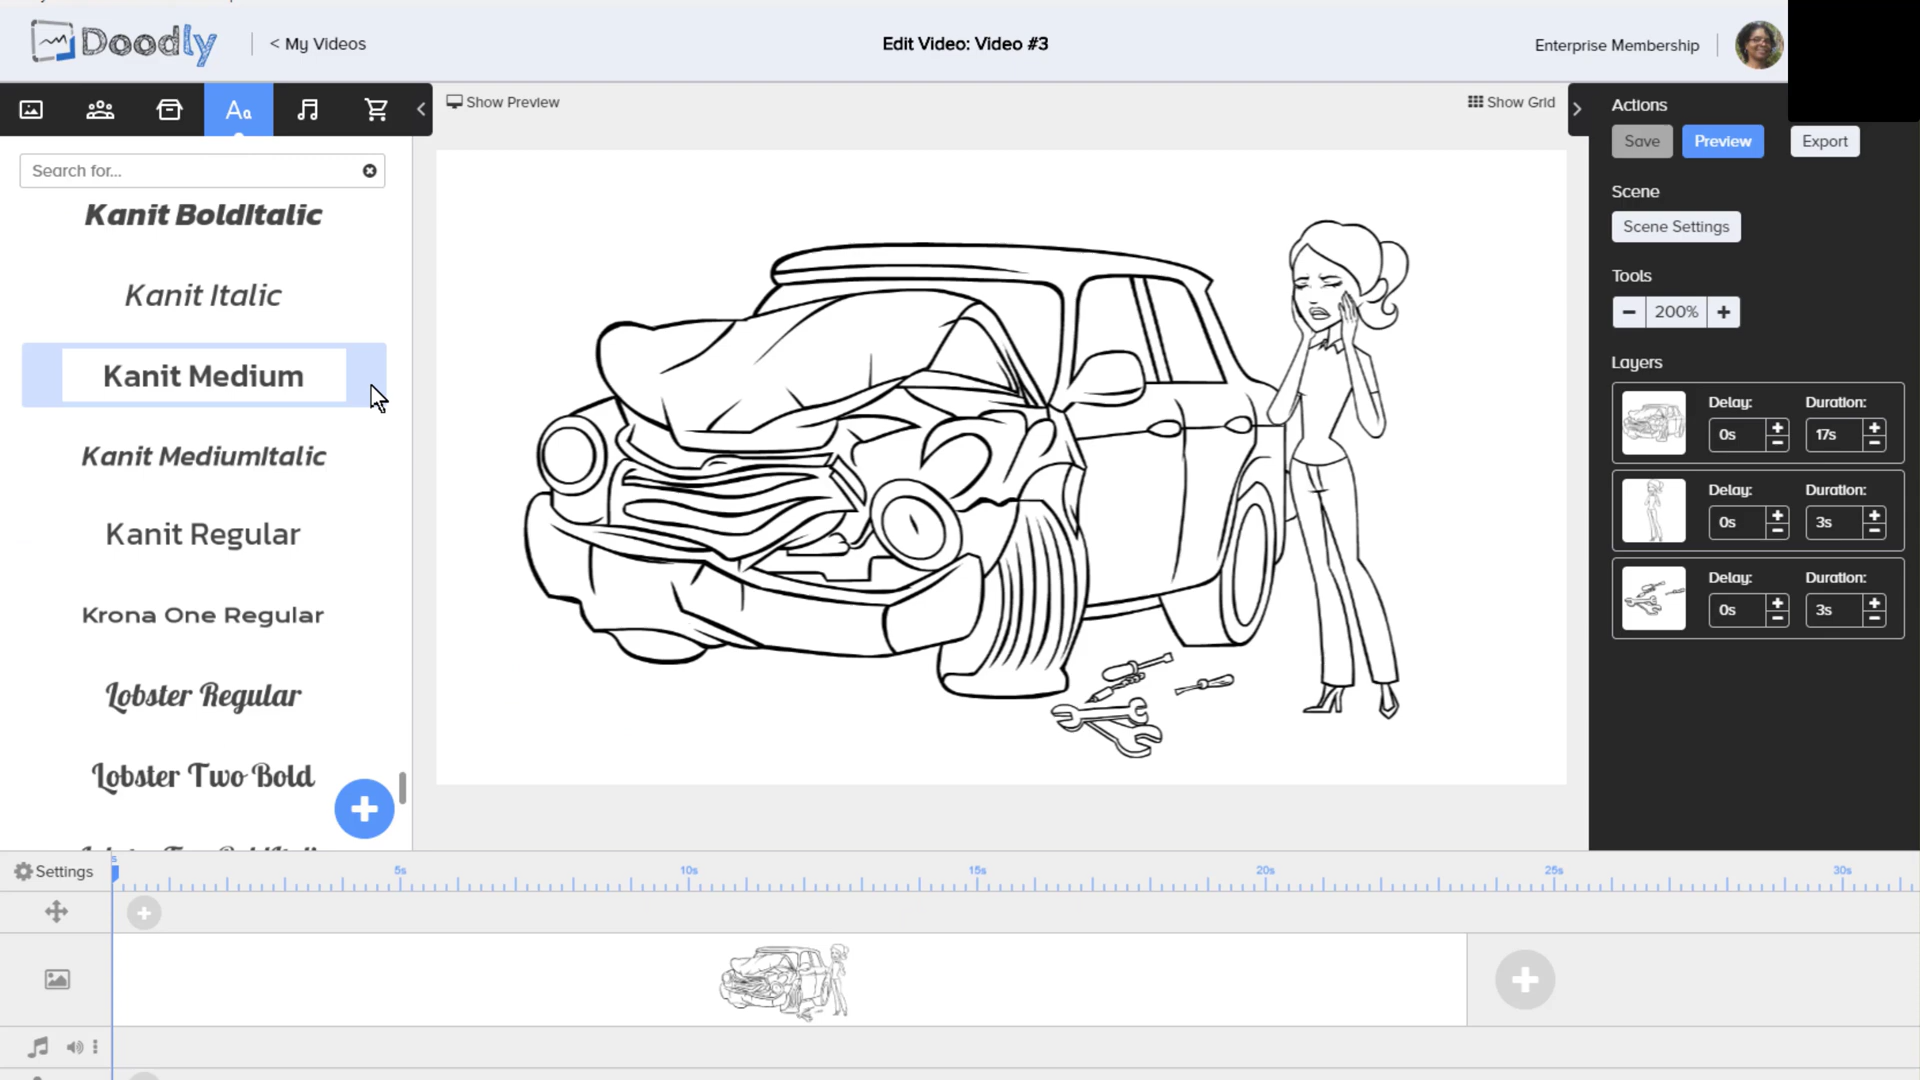 Doodly
< My Videos
Edit Video: Video #3
Enterprise Membership
Aa
Show Preview
Show Grid
Search for...
Kanit BoldItalic
Kanit Italic
Kanit Medium
Kanit MediumItalic
Kanit Regular
Krona One Regular
Lobster Regular
Lobster Two Bold
Actions
Save
Preview
Export
Scene
Scene Settings
Tools
200%
Layers
Delay:
Duration:
0s
17s
Delay:
Duration:
0s
3s
Delay:
Duration:
0s
3s
Settings
5s
10s
15s
20s
25s
30s